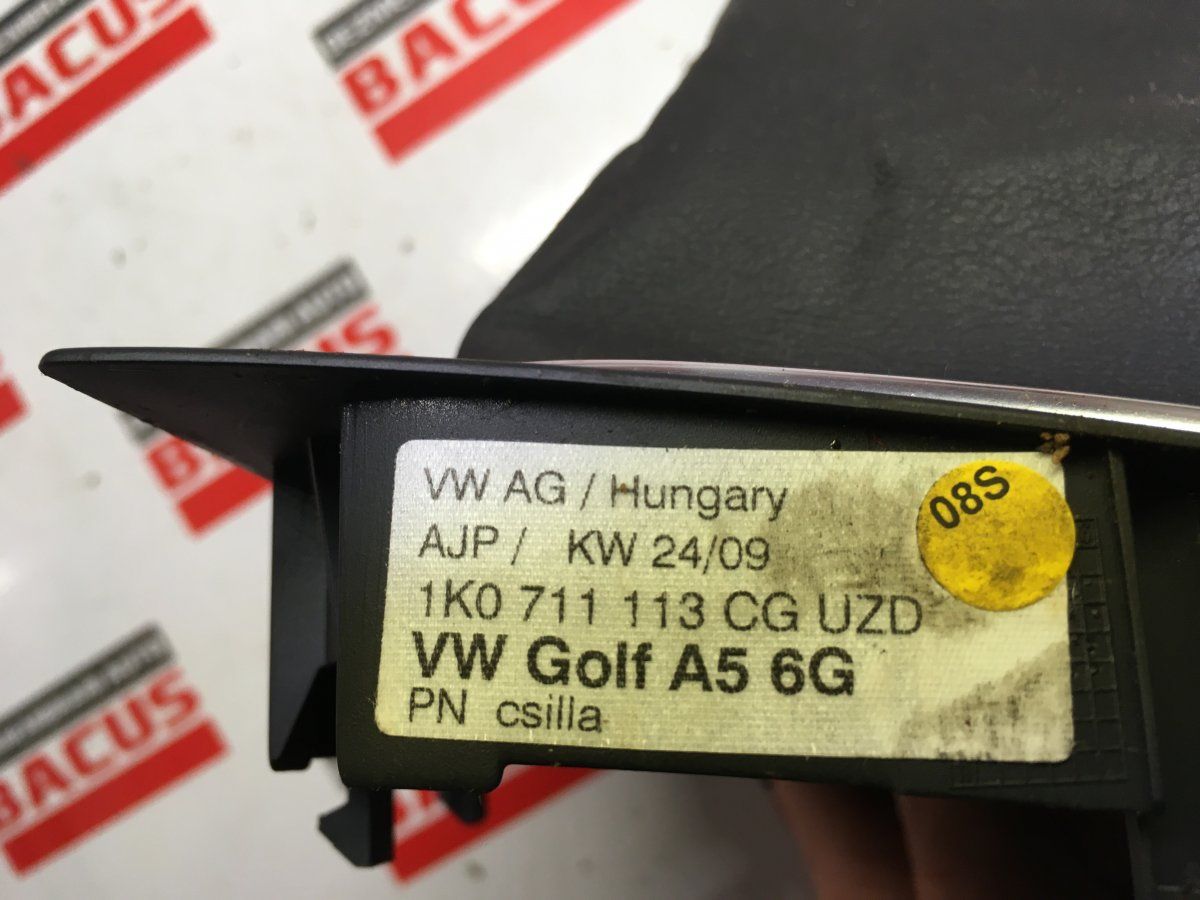 BACUS
BACUS
BACUS
BACUS
VW AG / Hungary
AJP / KW 24/09
1K0 711 113 CG UZD
VW Golf A5 6G
PN csilla
08S